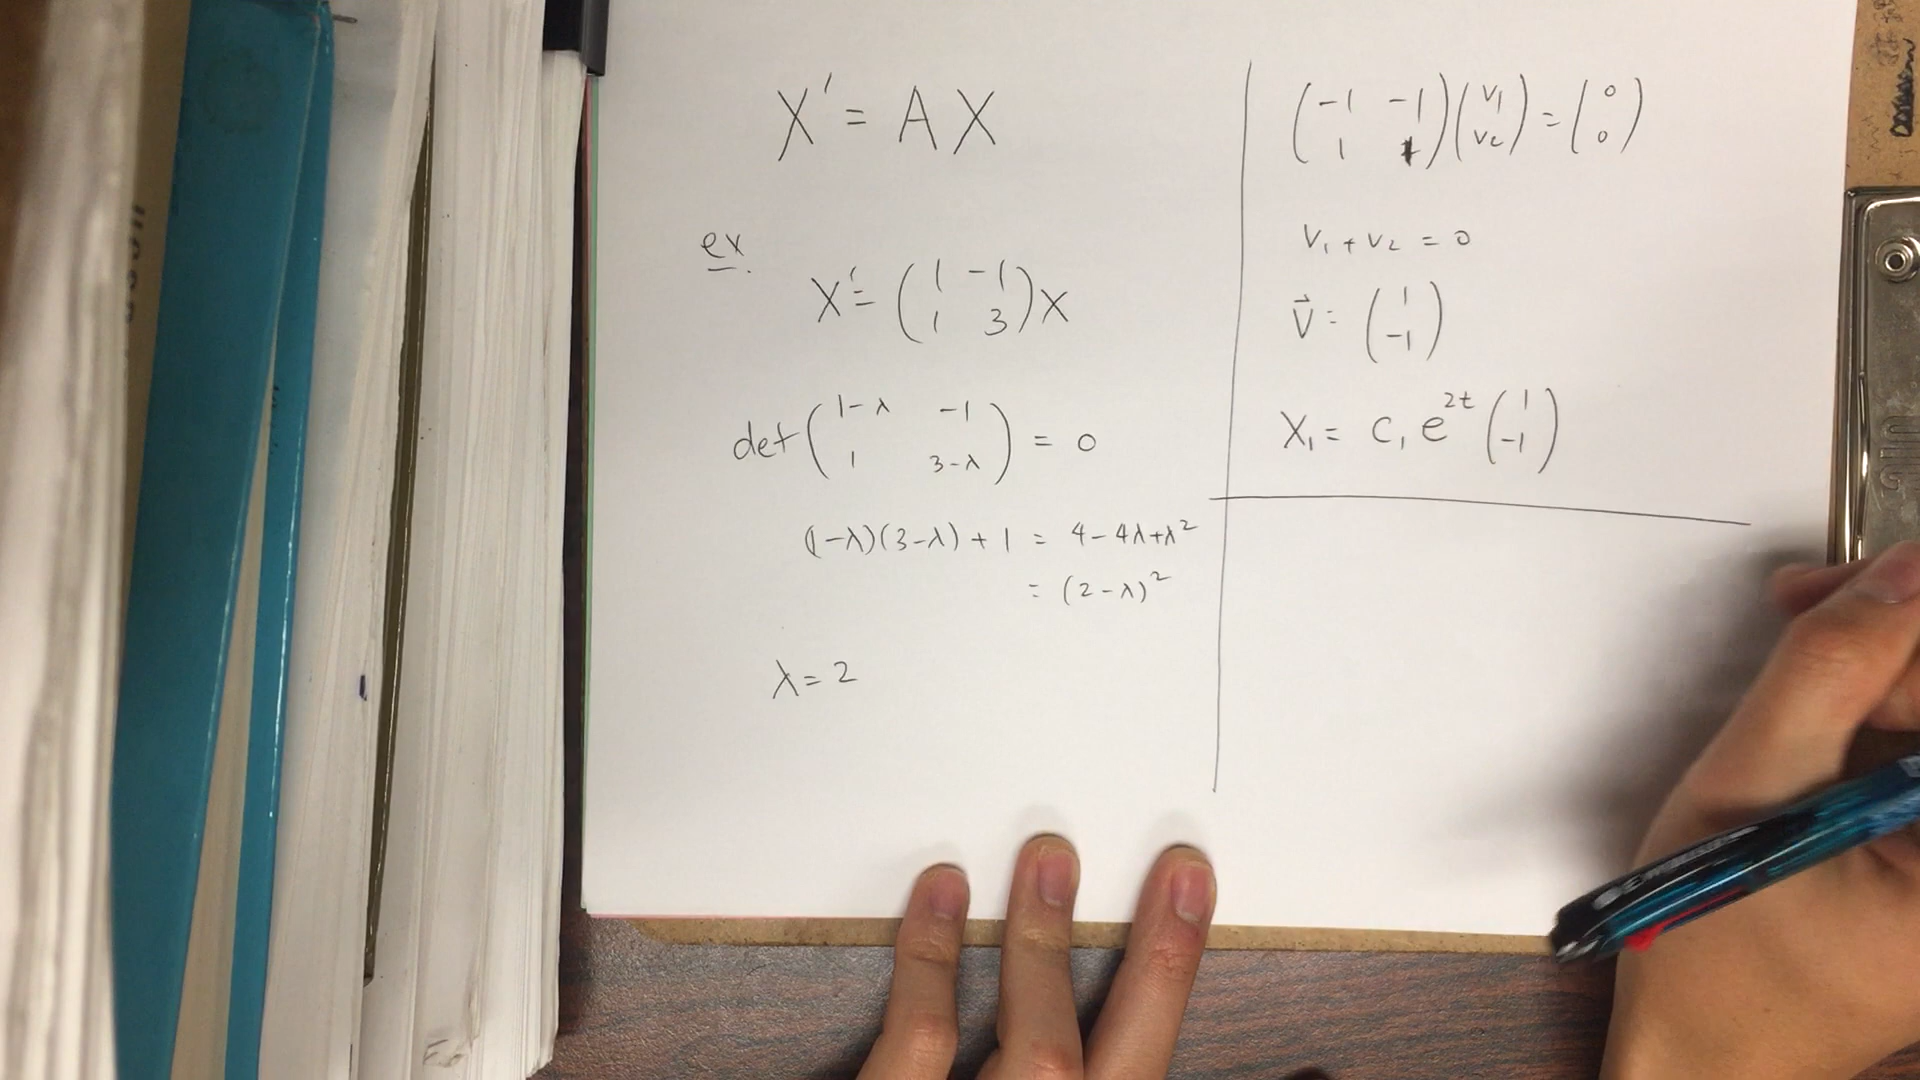 X' = A X
ex.
X' = ( 1 -1
1 3 ) X
det ( 1-λ -1
1 3-λ ) = 0
(1-λ)(3-λ) + 1 = 4 - 4λ + λ²
= (2-λ)²
λ = 2
( -1 -1
1 1 ) ( v₁
v₂ ) = ( 0
0 )
v₁ + v₂ = 0
v⃗ = ( 1
-1 )
X₁ = C₁ e^{2t} ( 1
-1 )